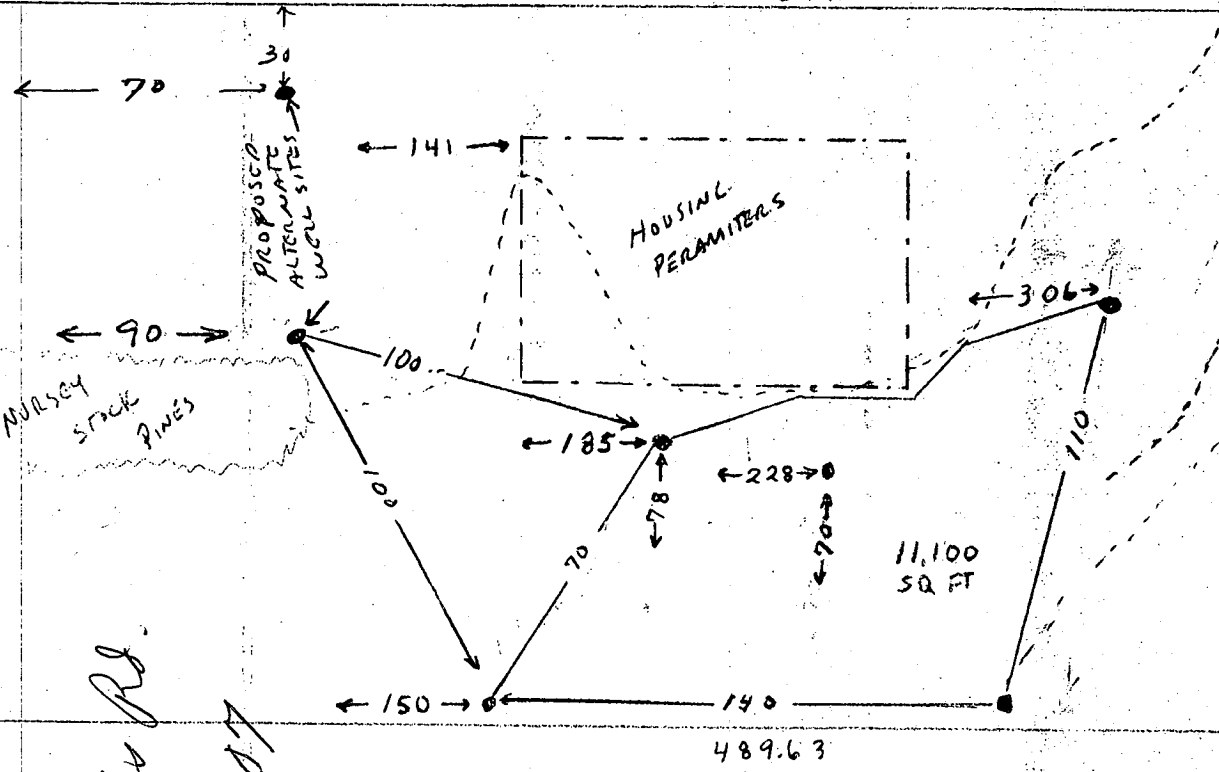 30
70
PROPOSED
ALTERNATE
WELL SITES
141
HOUSING
PERAMITERS
306
90
100
NURSEY
STOCK
PINES
185
228
78
70
110
100
70
11,100
SQ FT
150
140
489.63
Rd.